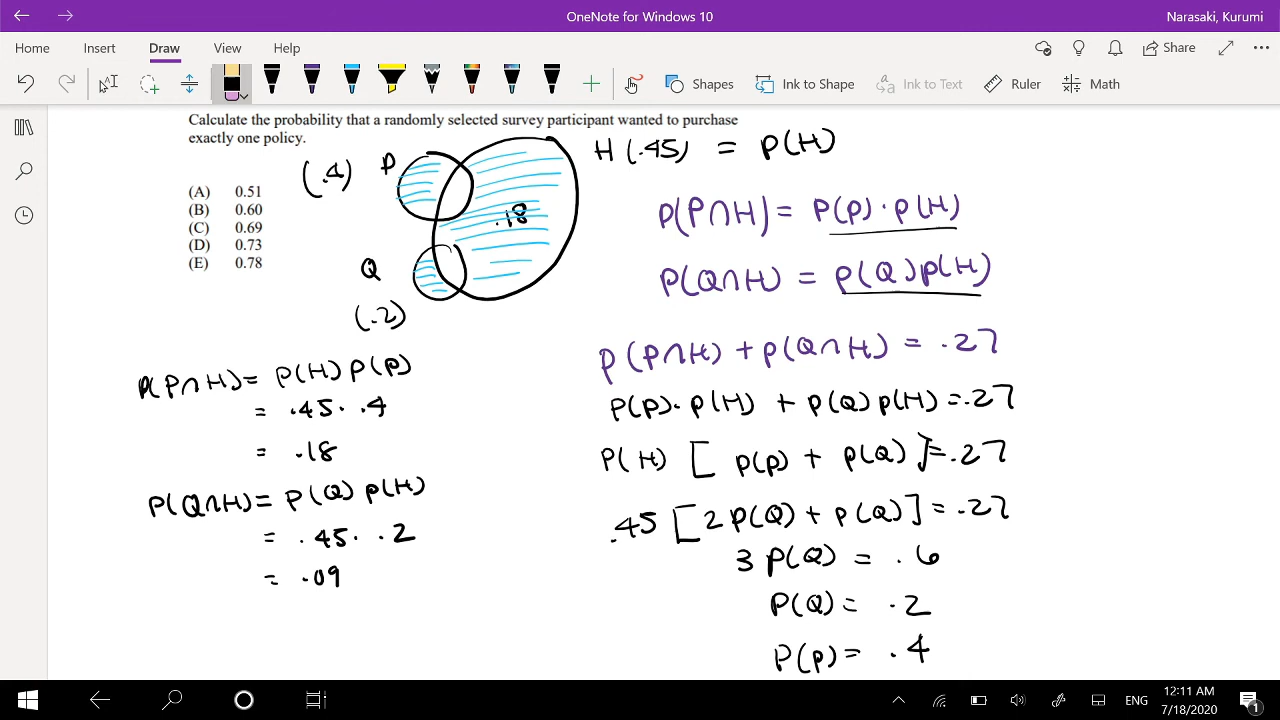 OneNote for Windows 10
Narasaki, Kurumi
Home Insert Draw View Help
Share
Shapes Ink to Shape Ink to Text Ruler Math
Calculate the probability that a randomly selected survey participant wanted to purchase
exactly one policy.
(A) 0.51
(B) 0.60
(C) 0.69
(D) 0.73
(E) 0.78
(.4) P
.18
Q
(.2)
H (.45) = P(H)
P(P∩H) = P(P)·P(H)
P(Q∩H) = P(Q)P(H)
P(P∩H) + P(Q∩H) = .27
P(P)·P(H) + P(Q)P(H) = .27
P(H) [P(P) + P(Q)] = .27
.45 [2P(Q) + P(Q)] = .27
3P(Q) = .6
P(Q) = .2
P(P) = .4
P(P∩H) = P(H)P(P)
= .45 · .4
= .18
P(Q∩H) = P(Q)P(H)
= .45 · .2
= .09
ENG
12:11 AM
7/18/2020
1